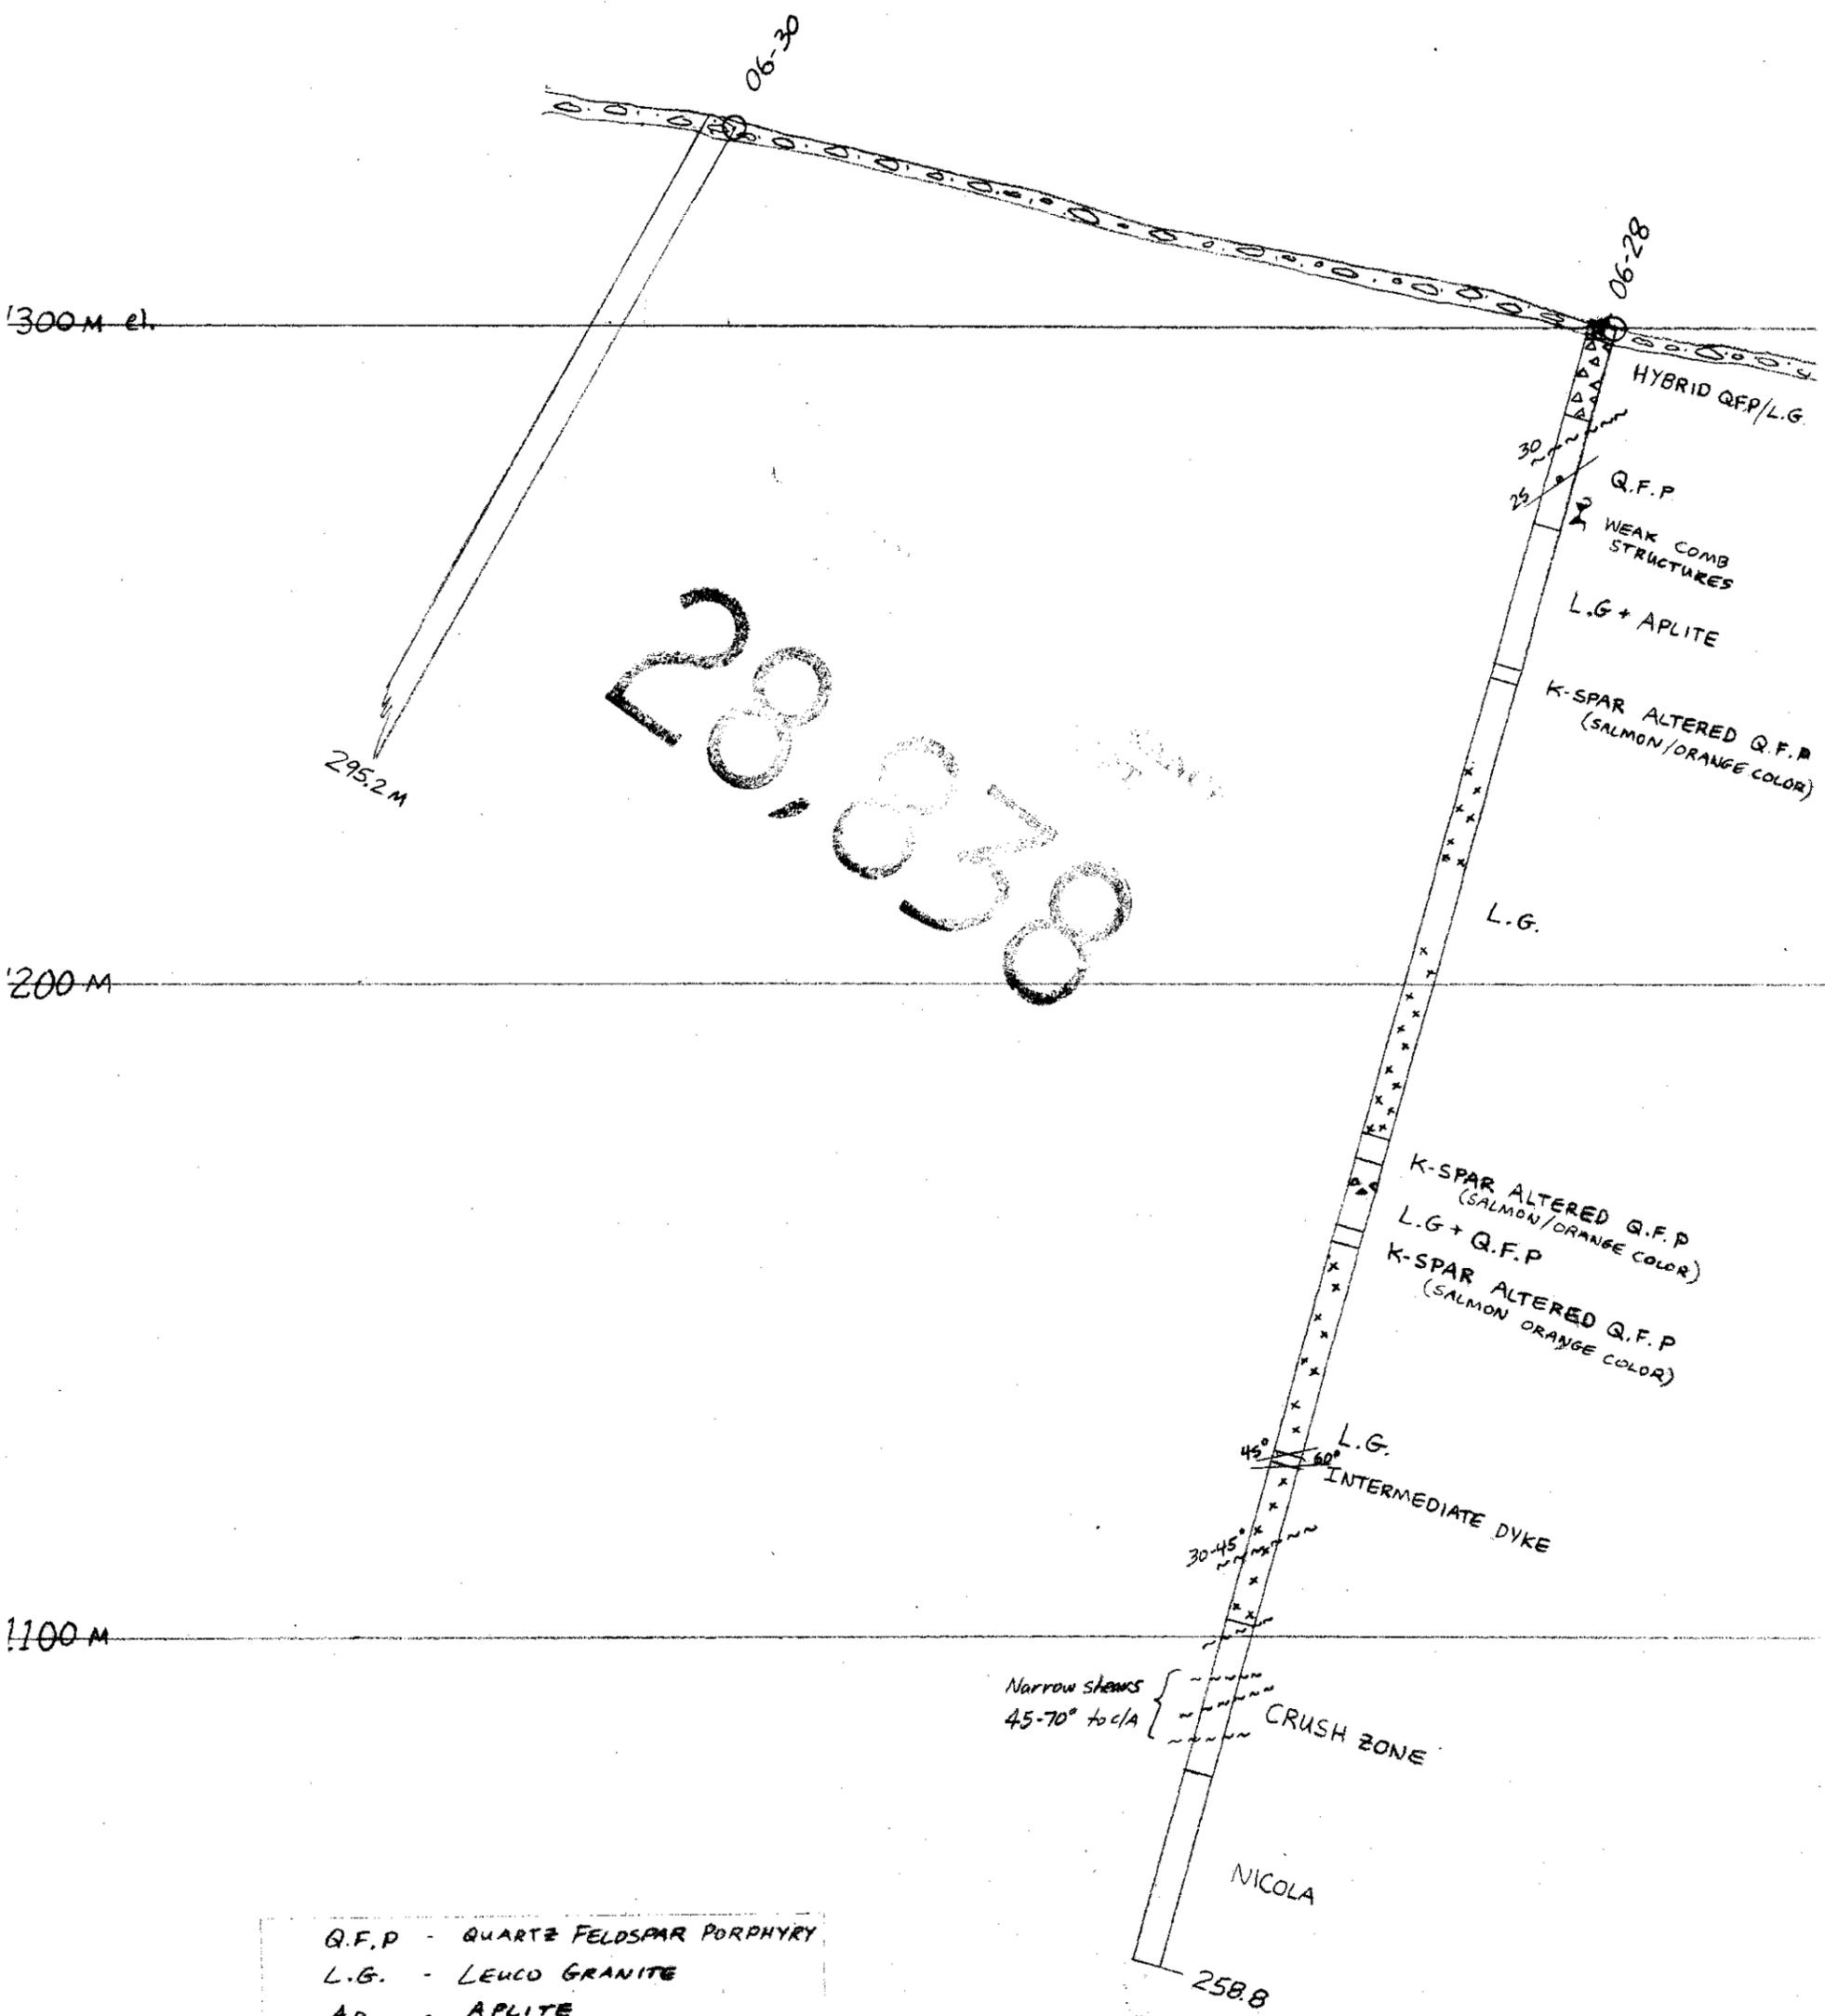 06-30
06-28
1300 M el.
HYBRID Q.F.P/L.G.
30
25
Q.F.P
?
WEAK COMB
STRUCTURES
L.G + APLITE
K-SPAR ALTERED Q.F.P
(SALMON/ORANGE COLOR)
295.2 M
28,838
L.G.
1200 M
K-SPAR ALTERED Q.F.P
(SALMON/ORANGE COLOR)
L.G + Q.F.P
K-SPAR ALTERED Q.F.P
(SALMON ORANGE COLOR)
L.G.
45° 60°
INTERMEDIATE DYKE
30-45°
1100 M
Narrow shears
45-70° to c/A
CRUSH ZONE
NICOLA
258.8
Q.F.P - QUARTZ FELDSPAR PORPHYRY
L.G. - LEUCO GRANITE
AP - APLITE